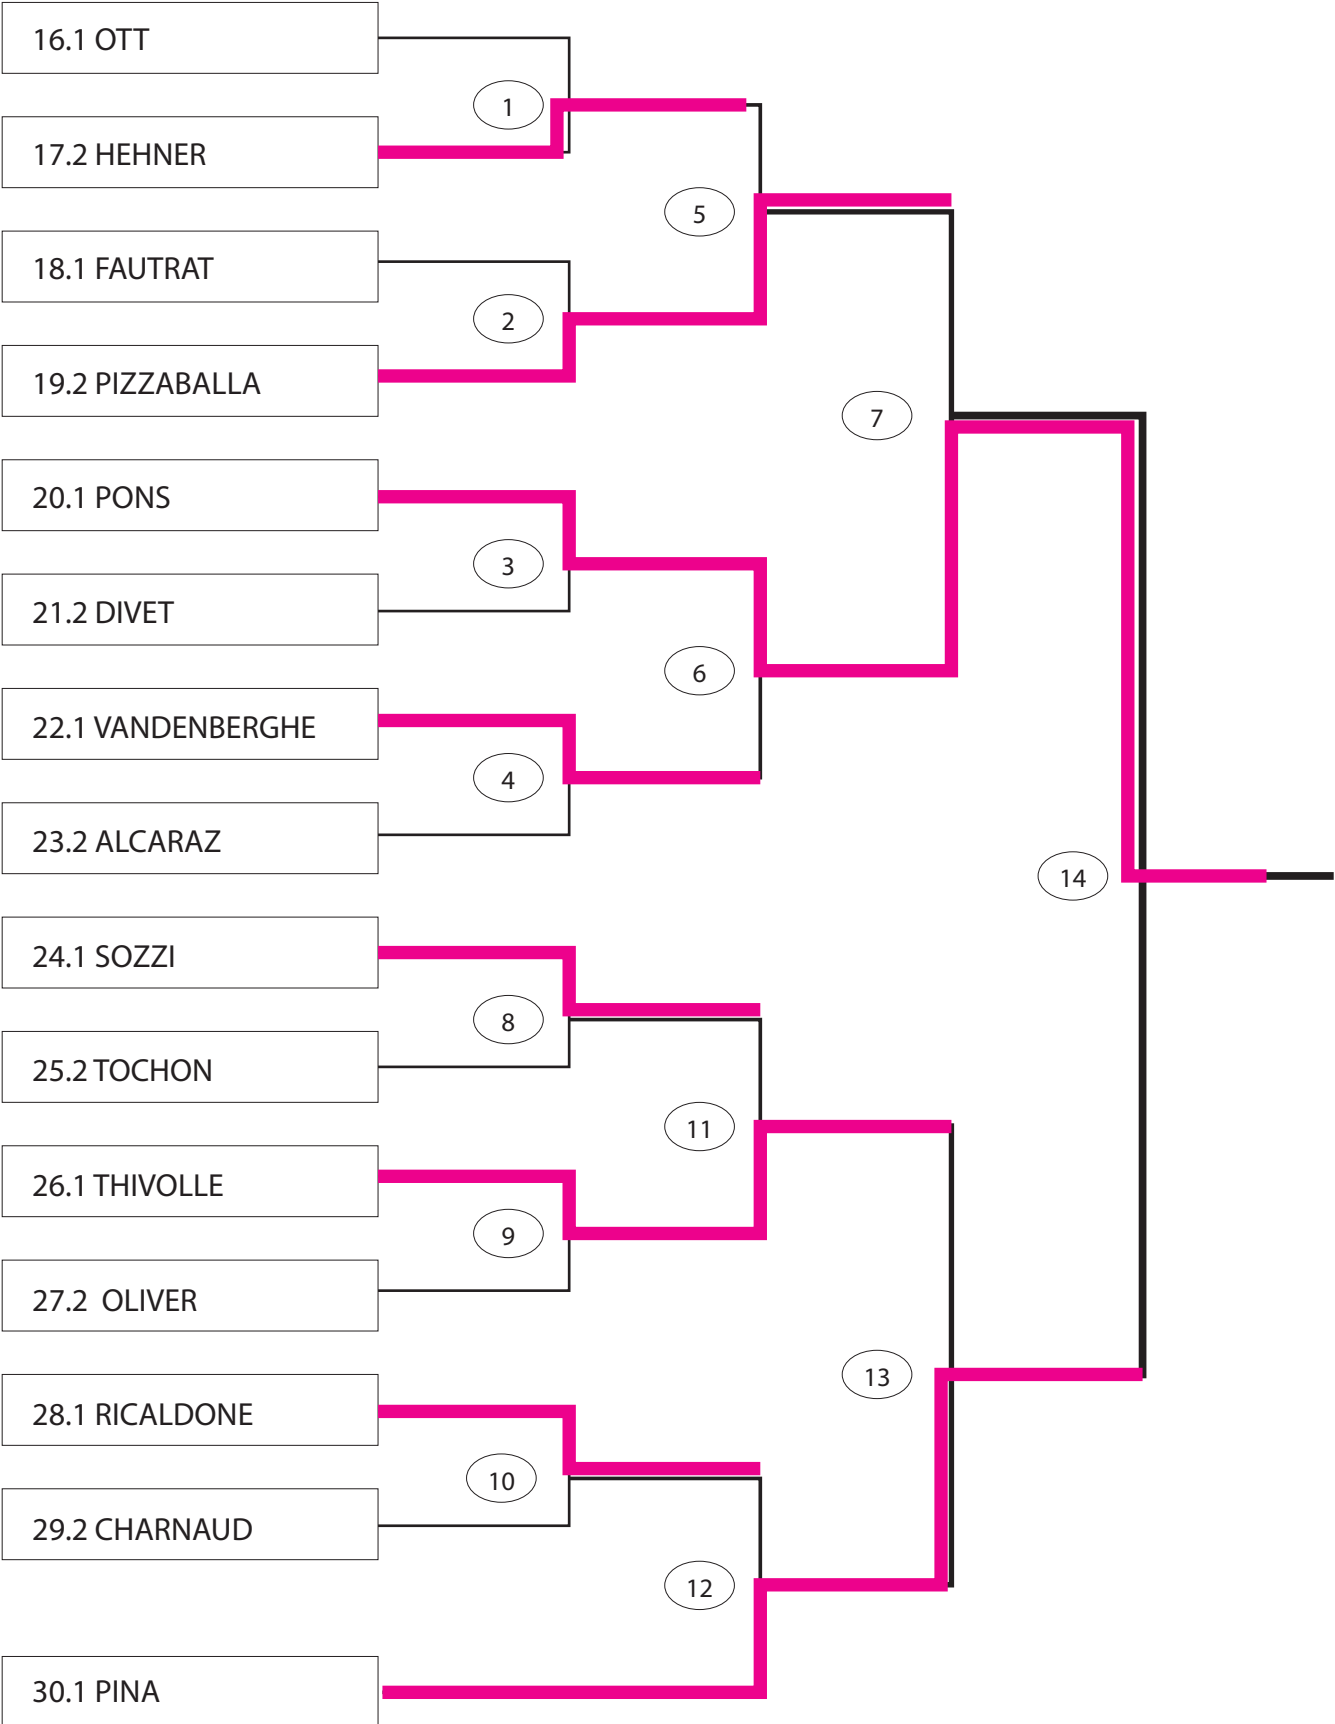 16.1 OTT
1
17.2 HEHNER
5
18.1 FAUTRAT
2
19.2 PIZZABALLA
7
20.1 PONS
3
21.2 DIVET
6
22.1 VANDENBERGHE
4
23.2 ALCARAZ
14
24.1 SOZZI
8
25.2 TOCHON
11
26.1 THIVOLLE
9
27.2 OLIVER
13
28.1 RICALDONE
10
29.2 CHARNAUD
12
30.1 PINA